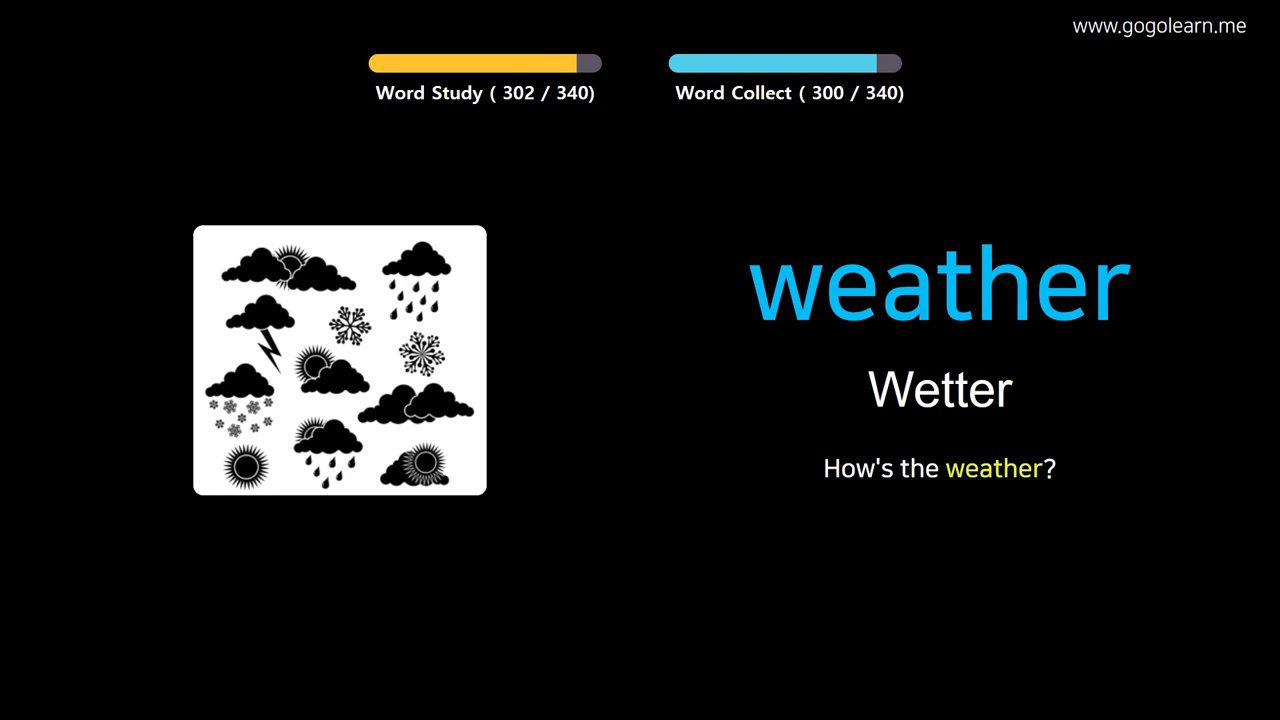 www.gogolearn.me
Word Study ( 302 / 340)
Word Collect ( 300 / 340)
weather
Wetter
How's the weather?